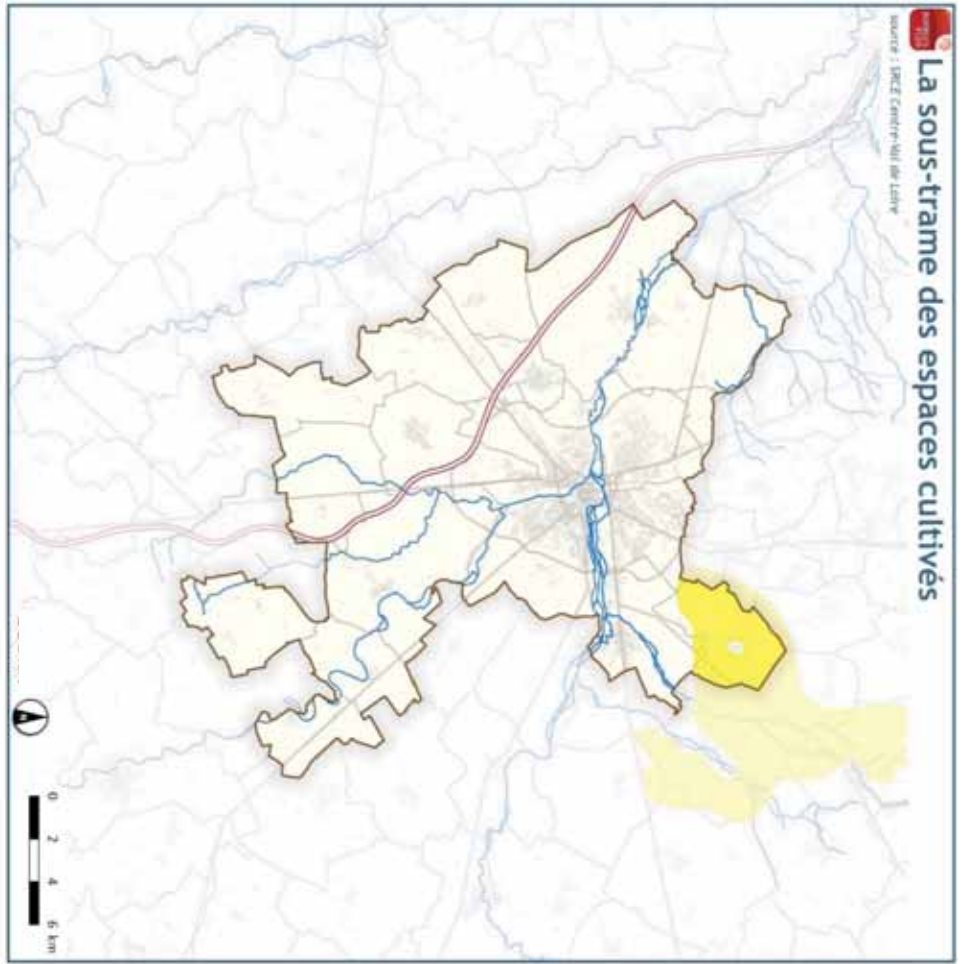 La sous-trame des espaces cultivés
source : SRCE Centre-Val de Loire
0 2 4 6 km